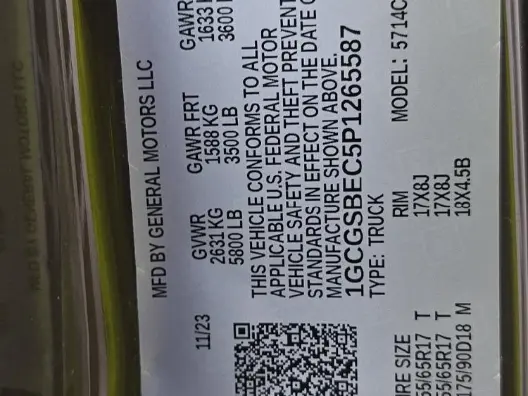 MFD BY GENERAL MOTORS LLC
11/23 GVWR GAWR FRT GAWR
2631 KG 1588 KG 1633
5800 LB 3500 LB 3600
THIS VEHICLE CONFORMS TO ALL
APPLICABLE U.S. FEDERAL MOTOR
VEHICLE SAFETY AND THEFT PREVENT
STANDARDS IN EFFECT ON THE DATE
MANUFACTURE SHOWN ABOVE.
1GCGSBEC5P1265587
TYPE: TRUCK MODEL: 5714C
IRE SIZE RIM
55/65R17 T 17X8J
55/65R17 T 17X8J
175/90D18 M 18X4.5B